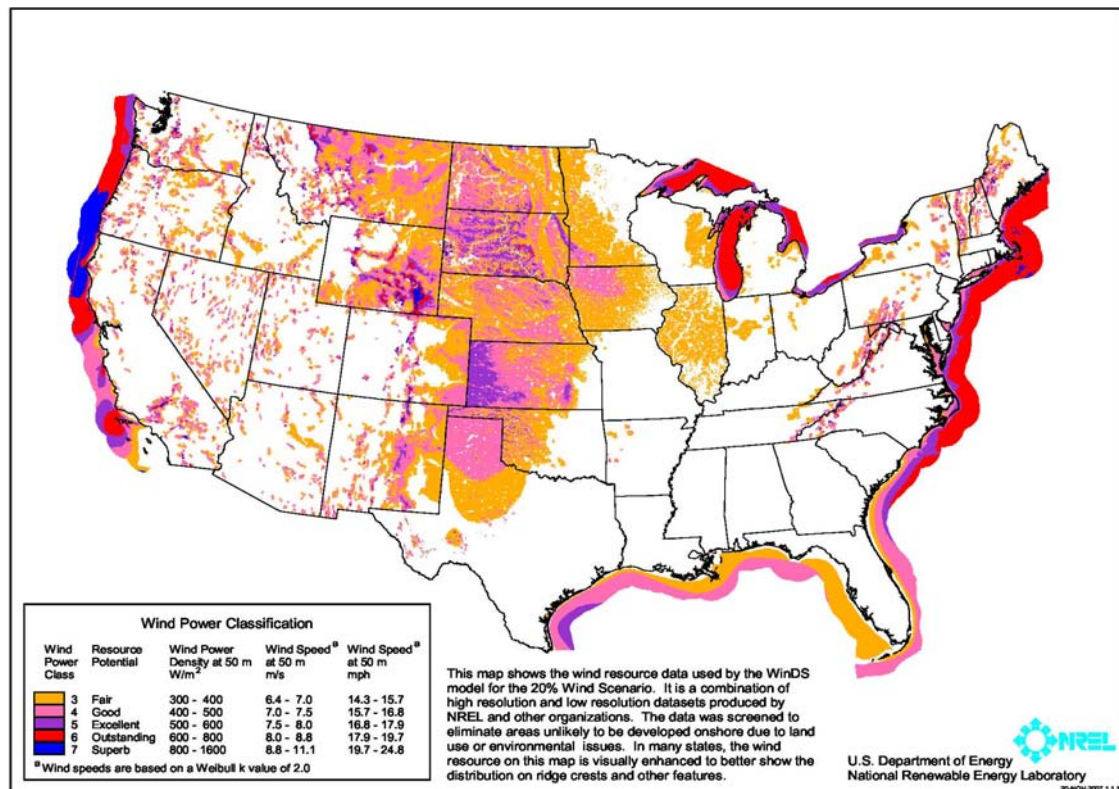 Wind Power Classification
Wind Power Class Resource Potential Wind Power Density at 50 m W/m² Wind Speedᵃ at 50 m m/s Wind Speedᵃ at 50 m mph
3 Fair 300 - 400 6.4 - 7.0 14.3 - 15.7
4 Good 400 - 500 7.0 - 7.5 15.7 - 16.8
5 Excellent 500 - 600 7.5 - 8.0 16.8 - 17.9
6 Outstanding 600 - 800 8.0 - 8.8 17.9 - 19.7
7 Superb 800 - 1600 8.8 - 11.1 19.7 - 24.8
ᵃ Wind speeds are based on a Weibull k value of 2.0
This map shows the wind resource data used by the WinDS
model for the 20% Wind Scenario. It is a combination of
high resolution and low resolution datasets produced by
NREL and other organizations. The data was screened to
eliminate areas unlikely to be developed onshore due to land
use or environmental issues. In many states, the wind
resource on this map is visually enhanced to better show the
distribution on ridge crests and other features.
NREL
U.S. Department of Energy
National Renewable Energy Laboratory